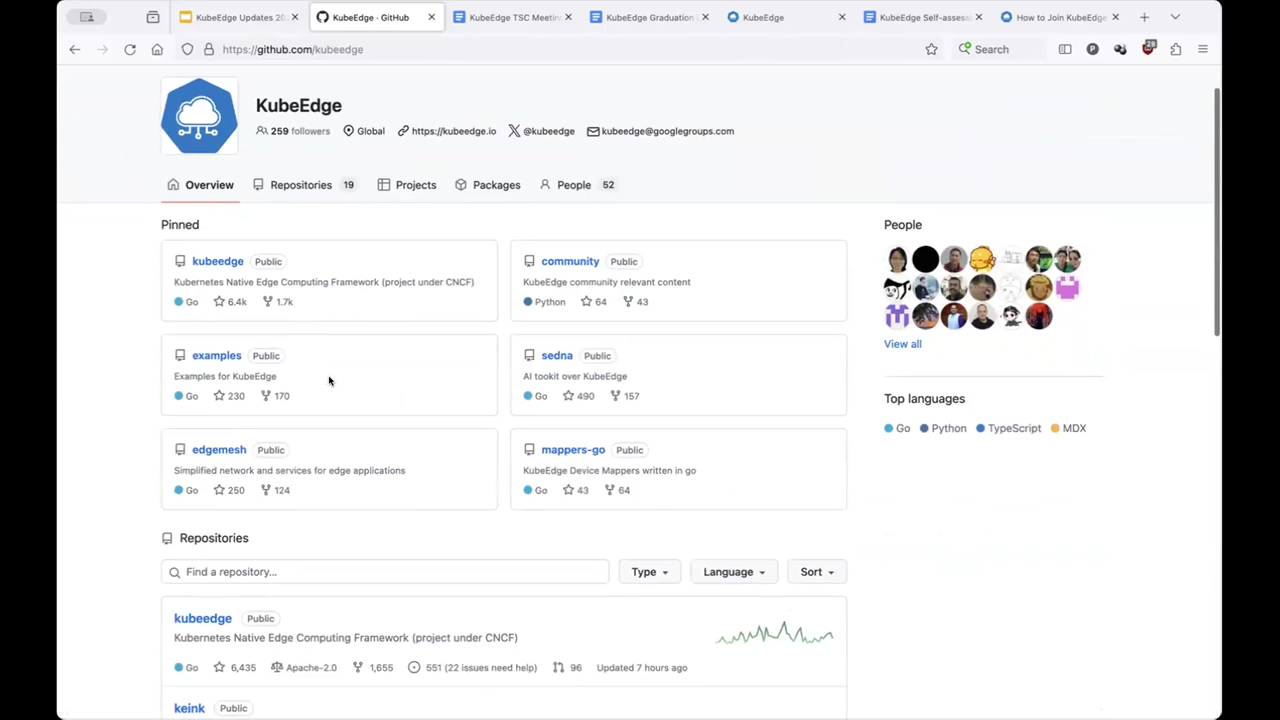 KubeEdge Updates 20
KubeEdge · GitHub
KubeEdge TSC Meetin
KubeEdge Graduation
KubeEdge
KubeEdge Self-assess
How to Join KubeEdge
https://github.com/kubeedge
Search
28
KubeEdge
259 followers
Global
https://kubeedge.io
@kubeedge
kubeedge@googlegroups.com
Overview
Repositories 19
Projects
Packages
People 52
Pinned
kubeedge Public
Kubernetes Native Edge Computing Framework (project under CNCF)
Go 6.4k 1.7k
community Public
KubeEdge community relevant content
Python 64 43
examples Public
Examples for KubeEdge
Go 230 170
sedna Public
AI tookit over KubeEdge
Go 490 157
edgemesh Public
Simplified network and services for edge applications
Go 250 124
mappers-go Public
KubeEdge Device Mappers written in go
Go 43 64
People
View all
Top languages
Go Python TypeScript MDX
Repositories
Find a repository...
Type
Language
Sort
kubeedge Public
Kubernetes Native Edge Computing Framework (project under CNCF)
Go 6,435 Apache-2.0 1,655 551 (22 issues need help) 96 Updated 7 hours ago
keink Public